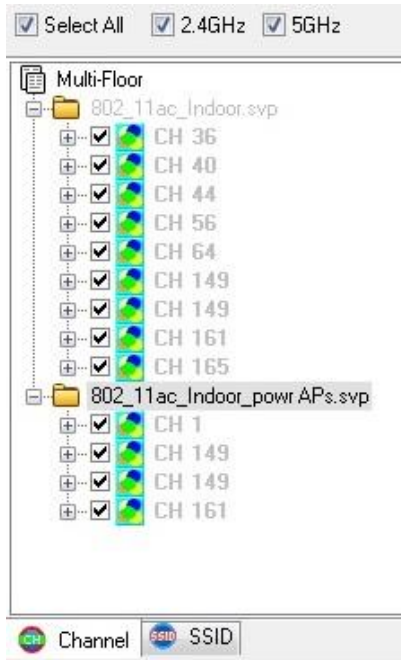 Select All 2.4GHz 5GHz
Multi-Floor
802_11ac_Indoor.svp
CH 36
CH 40
CH 44
CH 56
CH 64
CH 149
CH 149
CH 161
CH 165
802_11ac_Indoor_powr APs.svp
CH 1
CH 149
CH 149
CH 161
CH Channel SSID SSID